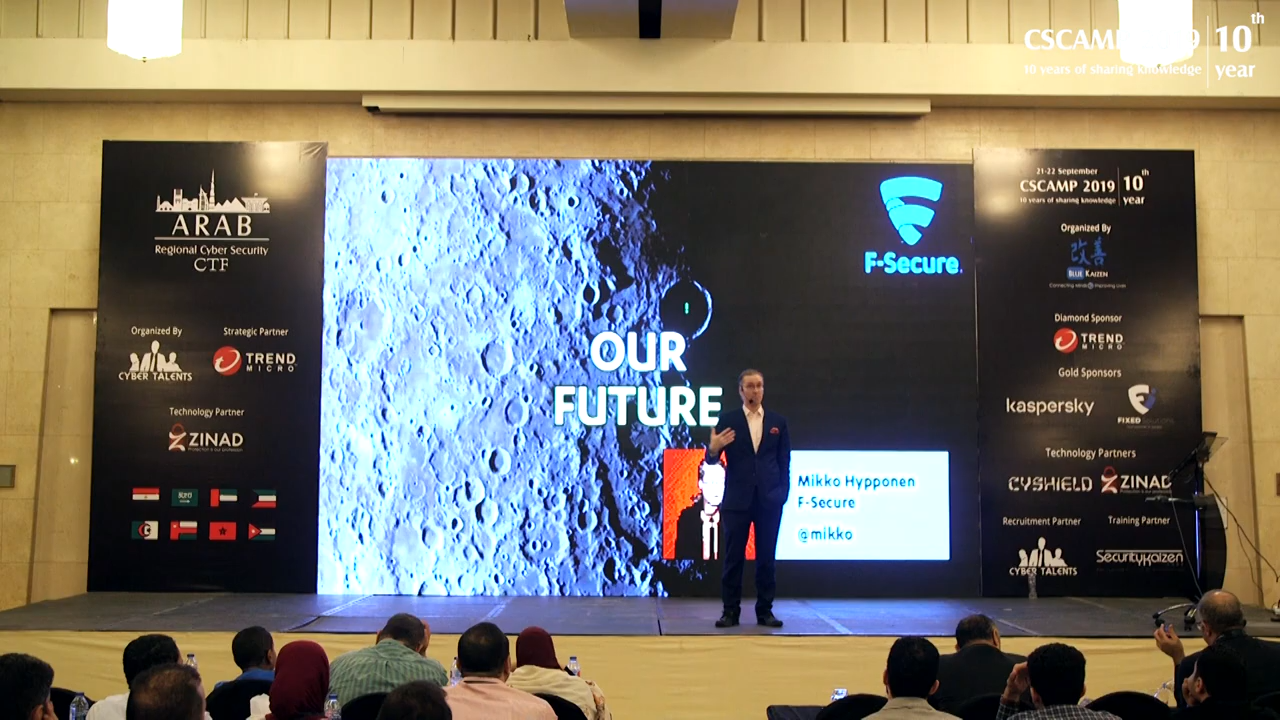 10th
year
10 years of sharing knowledge
ARAB
Regional Cyber Security
CTF
Organized By
CYBER TALENTS
Strategic Partner
TREND
MICRO
Technology Partner
ZINAD
F-Secure
OUR
FUTURE
Mikko Hypponen
F-Secure
@mikko
21-22 September
CSCAMP 2019
10 years of sharing knowledge
10th
year
Organized By
改善
BLUE KAIZEN
Diamond Sponsor
TREND
MICRO
Gold Sponsors
kaspersky
FIXED
Technology Partners
CYSHIELD
ZINAD
Recruitment Partner
Training Partner
CYBER TALENTS
Securitykaizen